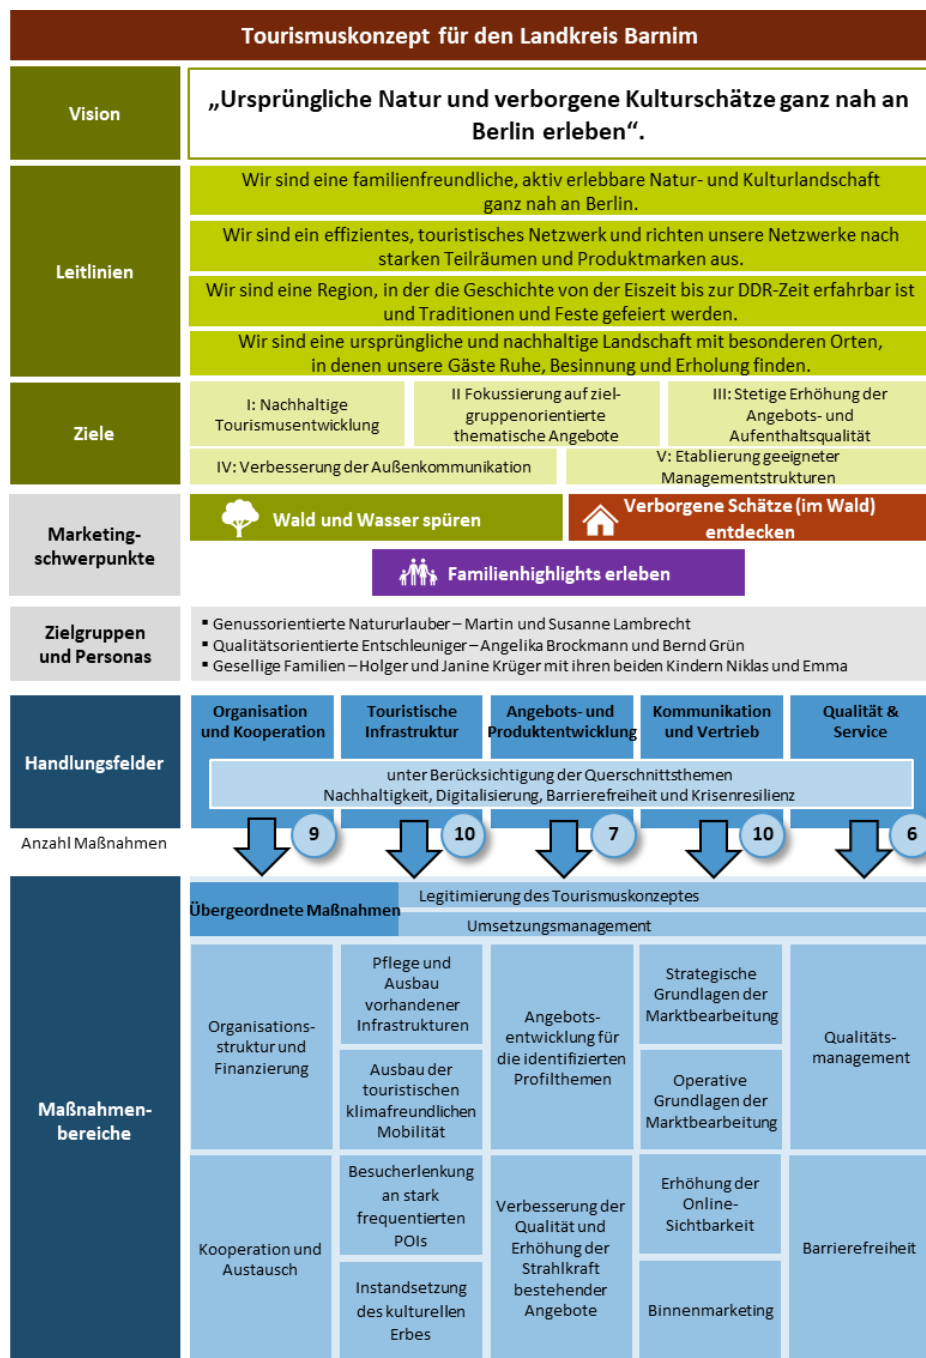 Tourismuskonzept für den Landkreis Barnim
Vision
„Ursprüngliche Natur und verborgene Kulturschätze ganz nah an
Berlin erleben“.
Leitlinien
Wir sind eine familienfreundliche, aktiv erlebbare Natur- und Kulturlandschaft
ganz nah an Berlin.
Wir sind ein effizientes, touristisches Netzwerk und richten unsere Netzwerke nach
starken Teilräumen und Produktmarken aus.
Wir sind eine Region, in der die Geschichte von der Eiszeit bis zur DDR-Zeit erfahrbar ist
und Traditionen und Feste gefeiert werden.
Wir sind eine ursprüngliche und nachhaltige Landschaft mit besonderen Orten,
in denen unsere Gäste Ruhe, Besinnung und Erholung finden.
Ziele
I: Nachhaltige
Tourismusentwicklung
II Fokussierung auf ziel-
gruppenorientierte
thematische Angebote
III: Stetige Erhöhung der
Angebots- und
Aufenthaltsqualität
IV: Verbesserung der Außenkommunikation
V: Etablierung geeigneter
Managementstrukturen
Marketing-
schwerpunkte
Wald und Wasser spüren
Verborgene Schätze (im Wald)
entdecken
Familienhighlights erleben
Zielgruppen
und Personas
▪ Genussorientierte Natururlauber – Martin und Susanne Lambrecht
▪ Qualitätsorientierte Entschleuniger – Angelika Brockmann und Bernd Grün
▪ Gesellige Familien – Holger und Janine Krüger mit ihren beiden Kindern Niklas und Emma
Handlungsfelder
Organisation
und Kooperation
Touristische
Infrastruktur
Angebots- und
Produktentwicklung
Kommunikation
und Vertrieb
Qualität &
Service
unter Berücksichtigung der Querschnittsthemen
Nachhaltigkeit, Digitalisierung, Barrierefreiheit und Krisenresilienz
Anzahl Maßnahmen
9
10
7
10
6
Maßnahmen-
bereiche
Übergeordnete Maßnahmen
Legitimierung des Tourismuskonzeptes
Umsetzungsmanagement
Organisations-
struktur und
Finanzierung
Kooperation und
Austausch
Pflege und
Ausbau
vorhandener
Infrastrukturen
Ausbau der
touristischen
klimafreundlichen
Mobilität
Besucherlenkung
an stark
frequentierten
POIs
Instandsetzung
des kulturellen
Erbes
Angebots-
entwicklung für
die identifizierten
Profilthemen
Verbesserung der
Qualität und
Erhöhung der
Strahlkraft
bestehender
Angebote
Strategische
Grundlagen der
Marktbearbeitung
Operative
Grundlagen der
Marktbearbeitung
Erhöhung der
Online-
Sichtbarkeit
Binnenmarketing
Qualitäts-
management
Barrierefreiheit